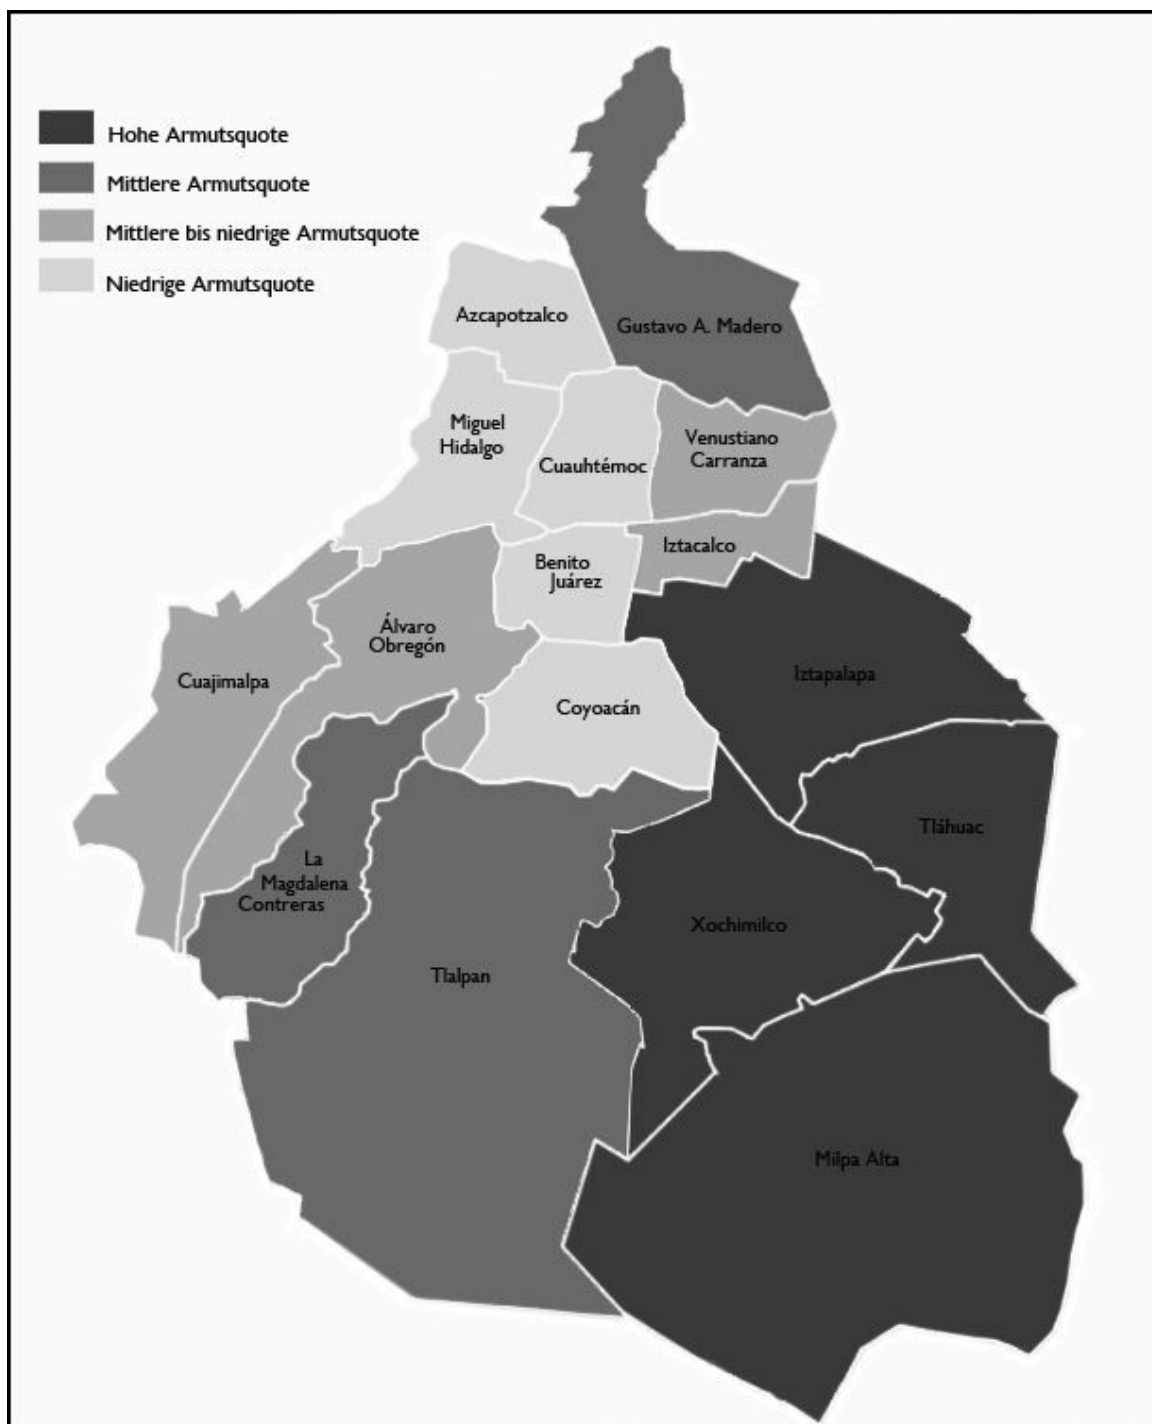 Hohe Armutsquote
Mittlere Armutsquote
Mittlere bis niedrige Armutsquote
Niedrige Armutsquote
Azcapotzalco
Gustavo A. Madero
Miguel
Hidalgo
Cuauhtémoc
Venustiano
Carranza
Iztacalco
Benito
Juárez
Álvaro
Obregón
Cuajimalpa
Iztapalapa
Coyoacán
Tláhuac
La
Magdalena
Contreras
Xochimilco
Tlalpan
Milpa Alta